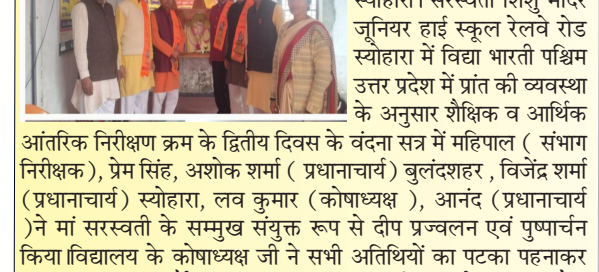 स्योहारा। सरस्वती शिशु मंदिर
जूनियर हाई स्कूल रेलवे रोड
स्योहारा में विद्या भारती पश्चिम
उत्तर प्रदेश में प्रांत की व्यवस्था
के अनुसार शैक्षिक व आर्थिक
आंतरिक निरीक्षण क्रम के द्वितीय दिवस के वंदना सत्र में महिपाल ( संभाग
निरीक्षक), प्रेम सिंह, अशोक शर्मा ( प्रधानाचार्य) बुलंदशहर , विजेंद्र शर्मा
(प्रधानाचार्य) स्योहारा, लव कुमार (कोषाध्यक्ष ), आनंद (प्रधानाचार्य
)ने मां सरस्वती के सम्मुख संयुक्त रूप से दीप प्रज्वलन एवं पुष्पार्चन
किया।विद्यालय के कोषाध्यक्ष जी ने सभी अतिथियों का पटका पहनाकर